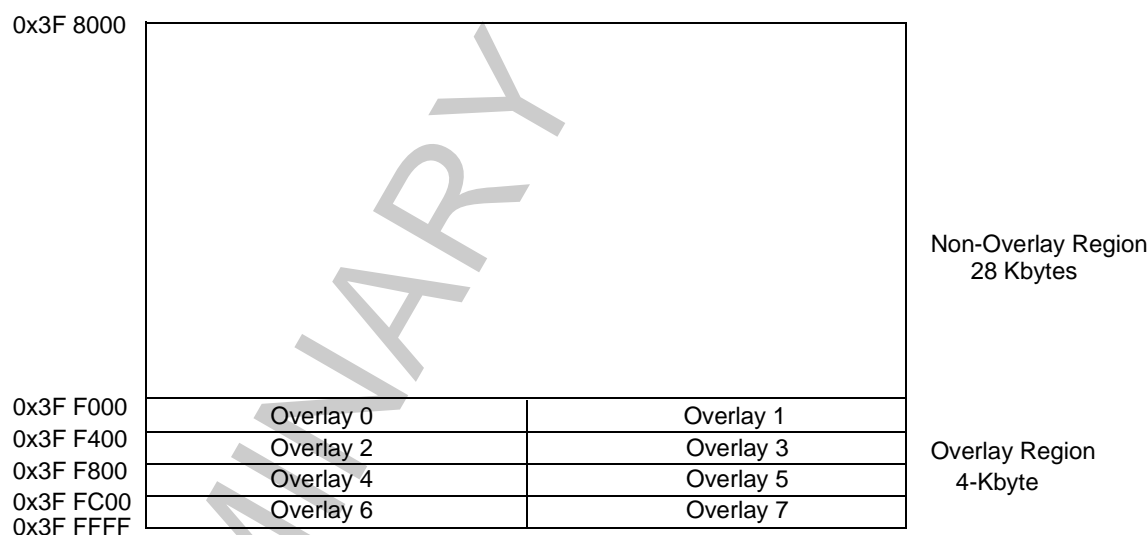 0x3F 8000
Non-Overlay Region
28 Kbytes
0x3F F000
Overlay 0 Overlay 1
0x3F F400
Overlay 2 Overlay 3
Overlay Region
0x3F F800
Overlay 4 Overlay 5
4-Kbyte
0x3F FC00
Overlay 6 Overlay 7
0x3F FFFF
MINARY